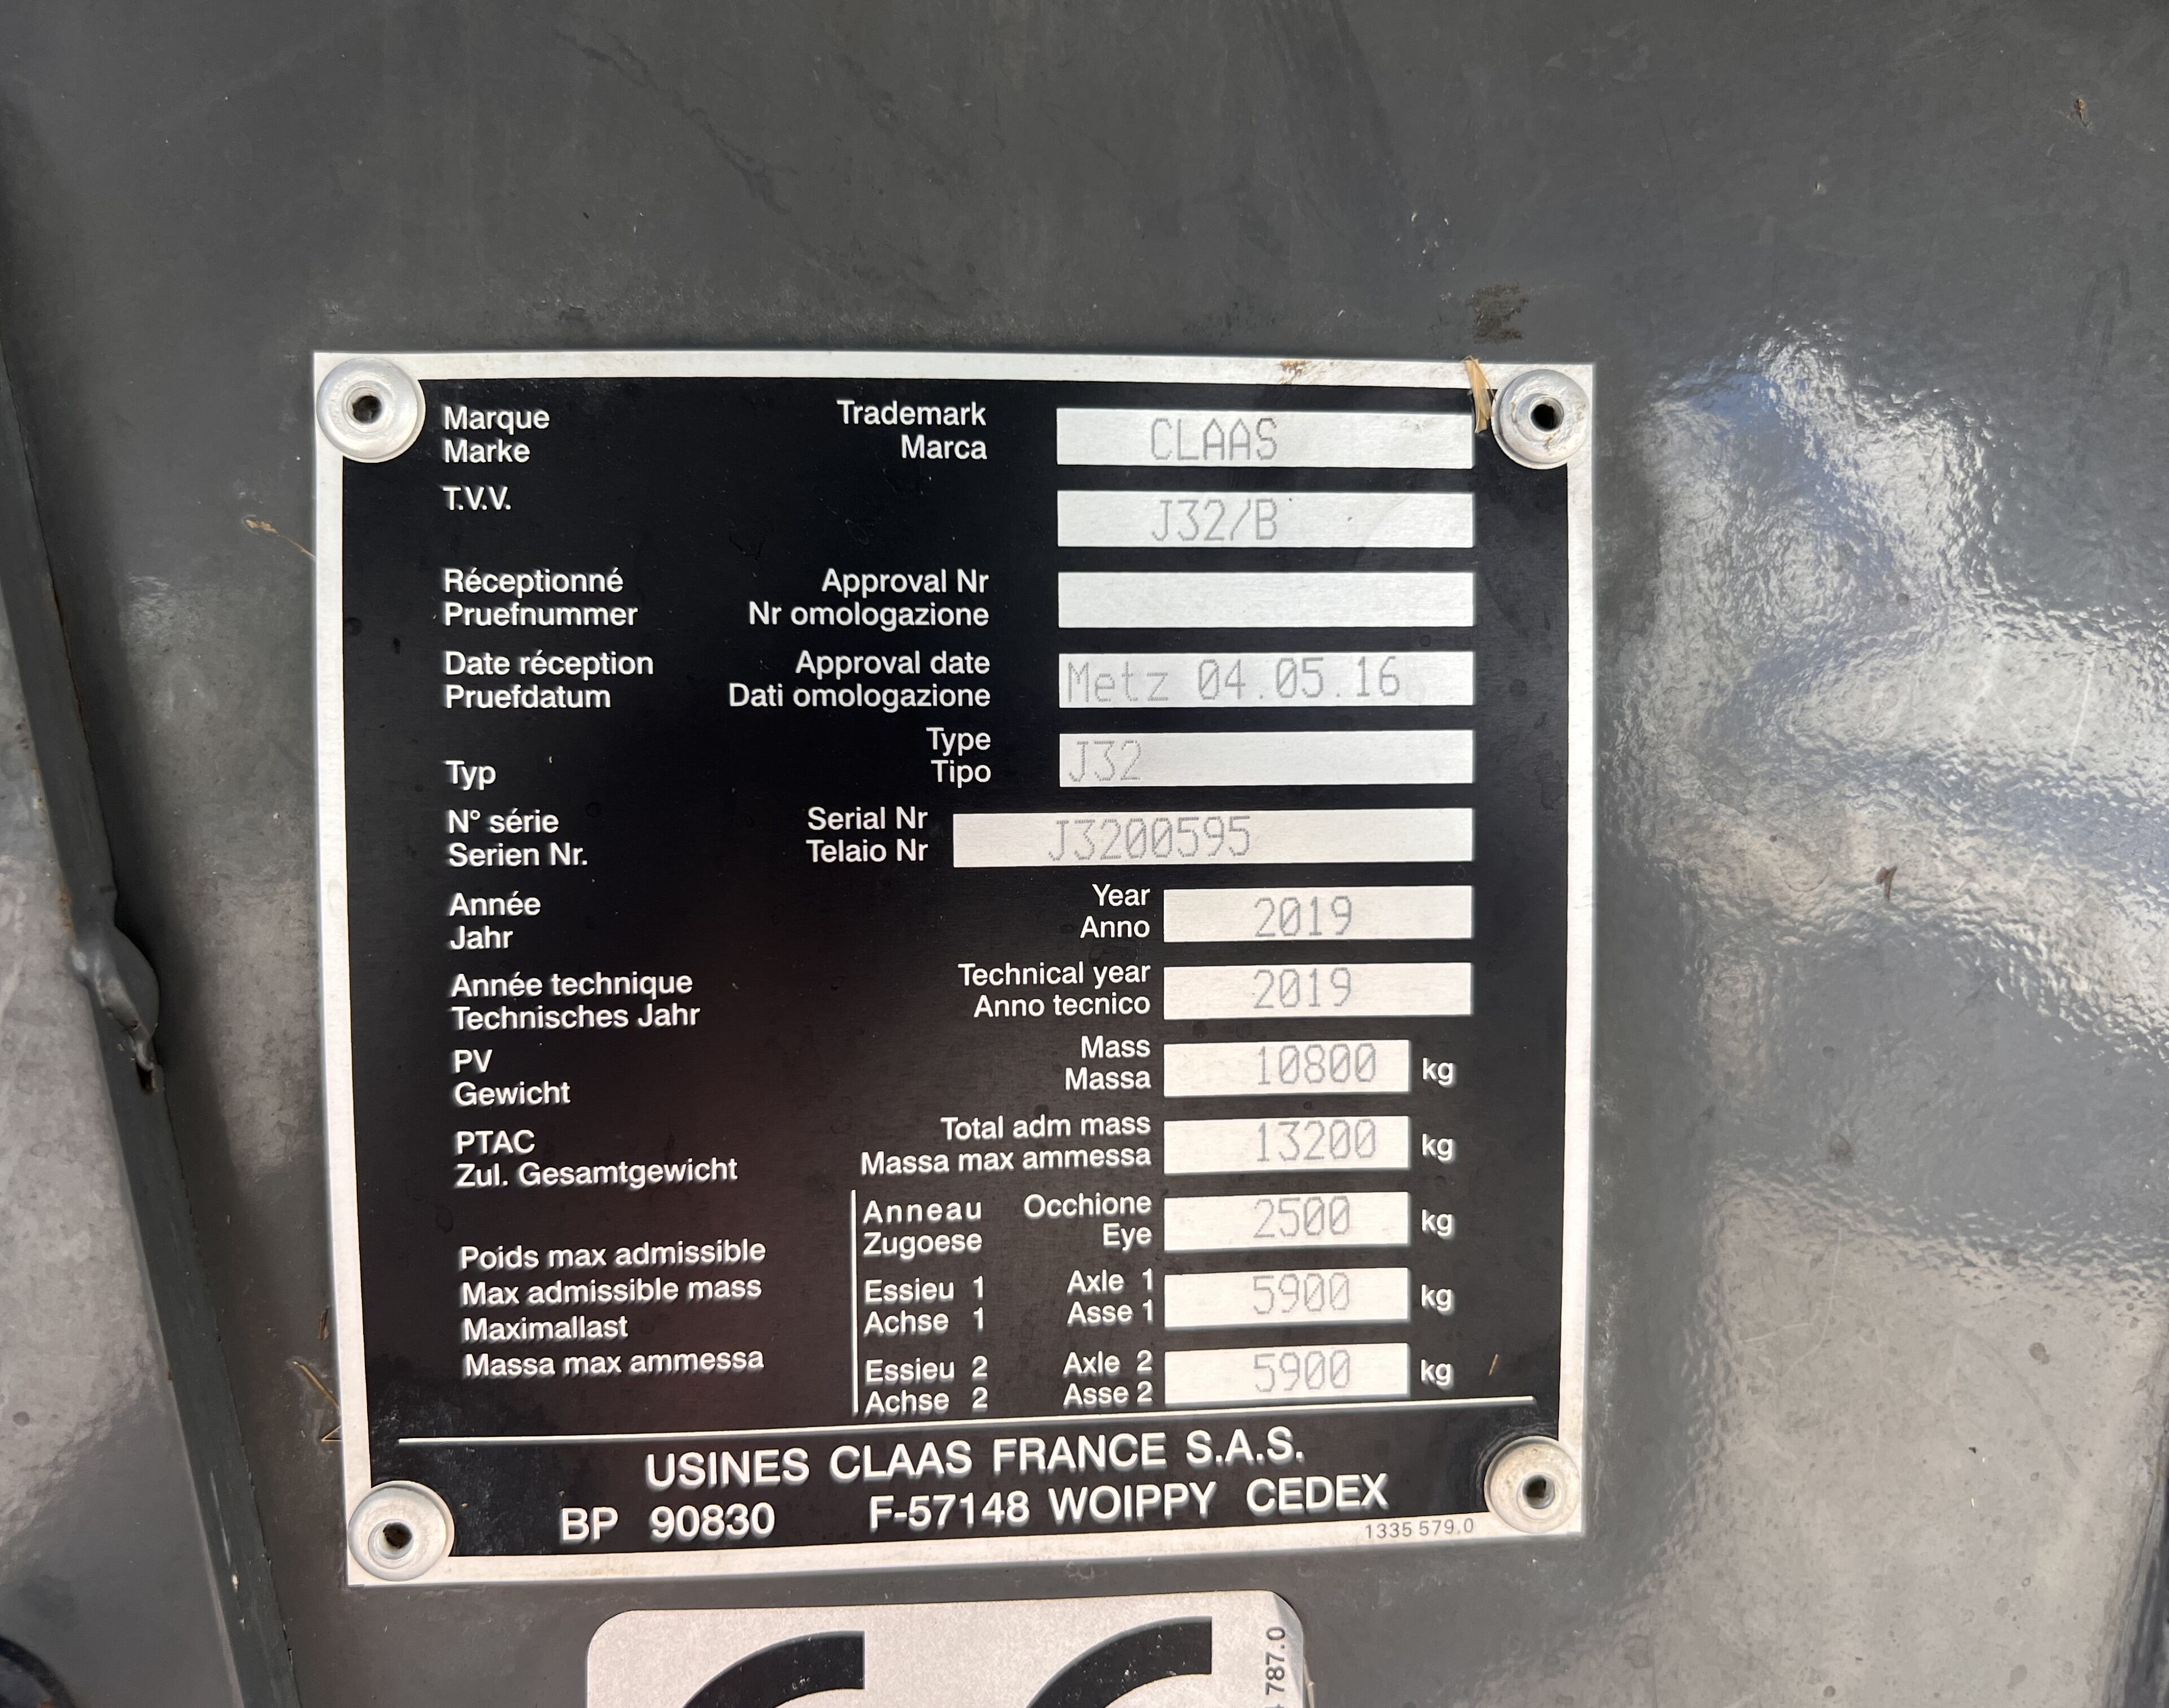 Marque Trademark CLAAS
Marke Marca
T.V.V. J32/B
Réceptionné Approval Nr
Pruefnummer Nr omologazione
Date réception Approval date Metz 04.05.16
Pruefdatum Dati omologazione
Type J32
Typ Tipo
N° série Serial Nr J3200595
Serien Nr. Telaio Nr
Année Year 2019
Jahr Anno
Année technique Technical year 2019
Technisches Jahr Anno tecnico
PV Mass 10800 kg
Gewicht Massa
PTAC Total adm mass 13200 kg
Zul. Gesamtgewicht Massa max ammessa
Anneau Occhione 2500 kg
Zugoese Eye
Poids max admissible
Max admissible mass Essieu 1 Axle 1 5900 kg
Maximallast Achse 1 Asse 1
Massa max ammessa Essieu 2 Axle 2 5900 kg
Achse 2 Asse 2
USINES CLAAS FRANCE S.A.S.
BP 90830 F-57148 WOIPPY CEDEX
1335 579.0
CE
787.0